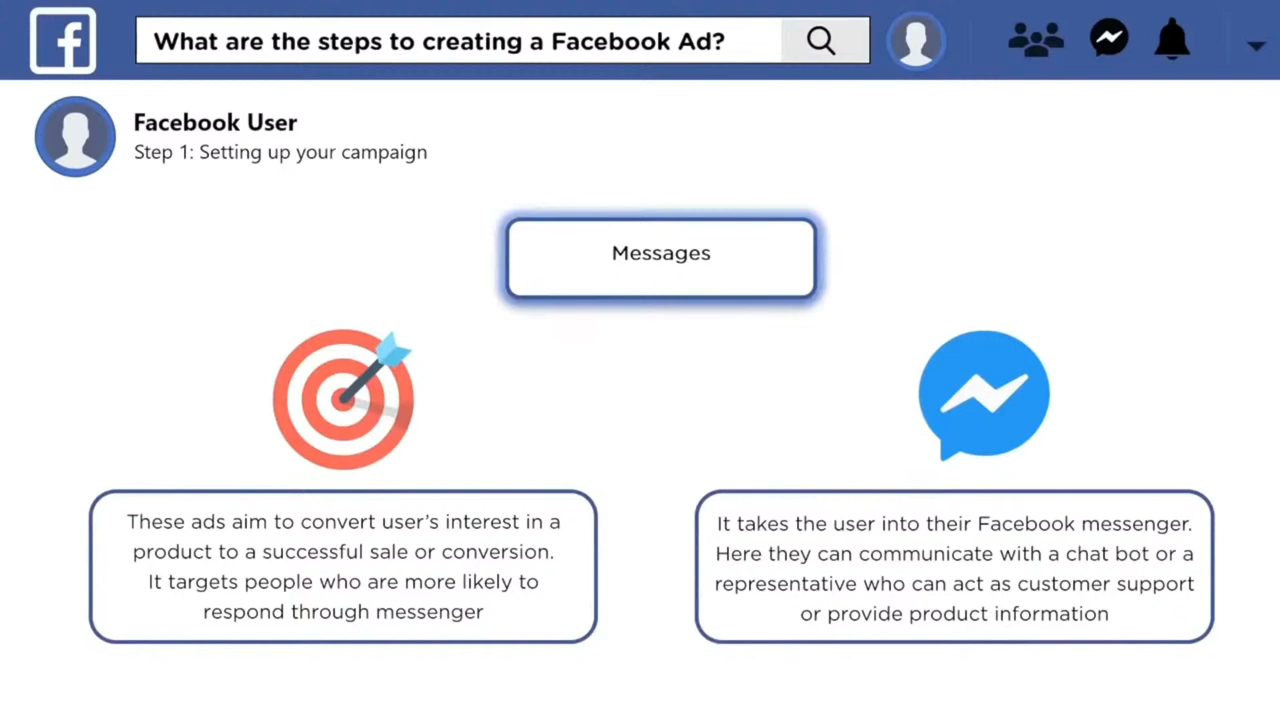 What are the steps to creating a Facebook Ad?
Facebook User
Step 1: Setting up your campaign
Messages
These ads aim to convert user's interest in a
product to a successful sale or conversion.
It targets people who are more likely to
respond through messenger
It takes the user into their Facebook messenger.
Here they can communicate with a chat bot or a
representative who can act as customer support
or provide product information